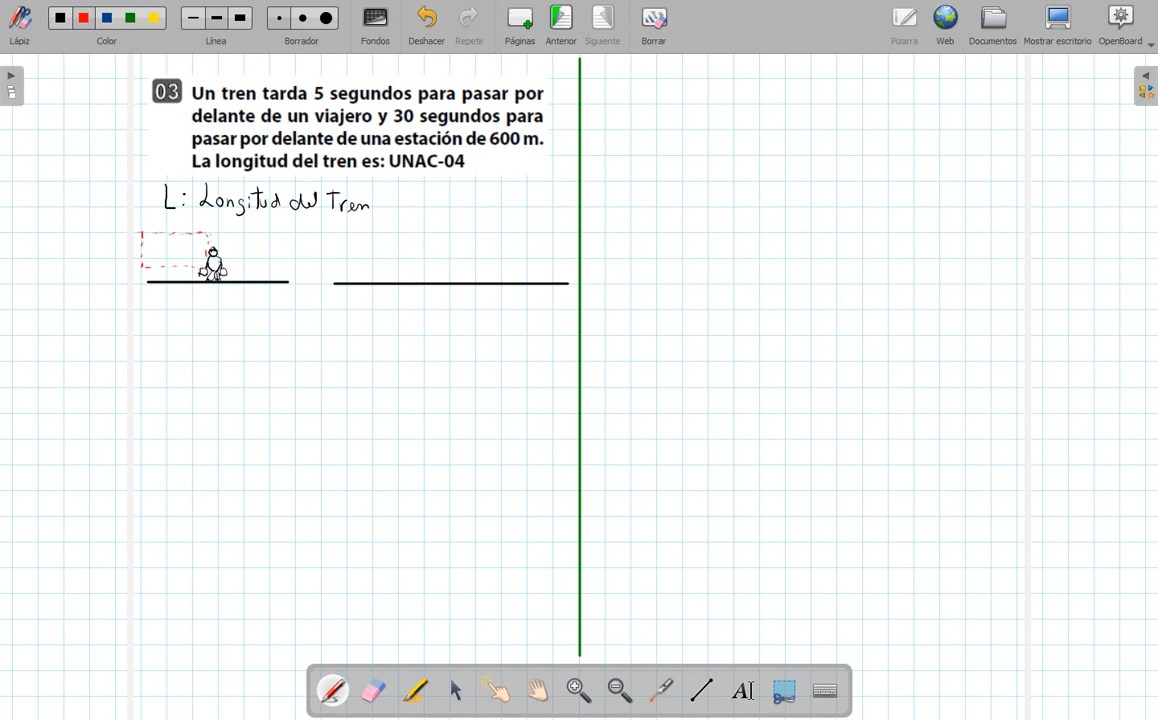 Lápiz
Color
Línea
Borrador
Fondos
Deshacer
Repetir
Páginas
Anterior
Siguiente
Borrar
Pizarra
Web
Documentos
Mostrar escritorio
OpenBoard
03 Un tren tarda 5 segundos para pasar por
delante de un viajero y 30 segundos para
pasar por delante de una estación de 600 m.
La longitud del tren es: UNAC-04
L: Longitud del Tren